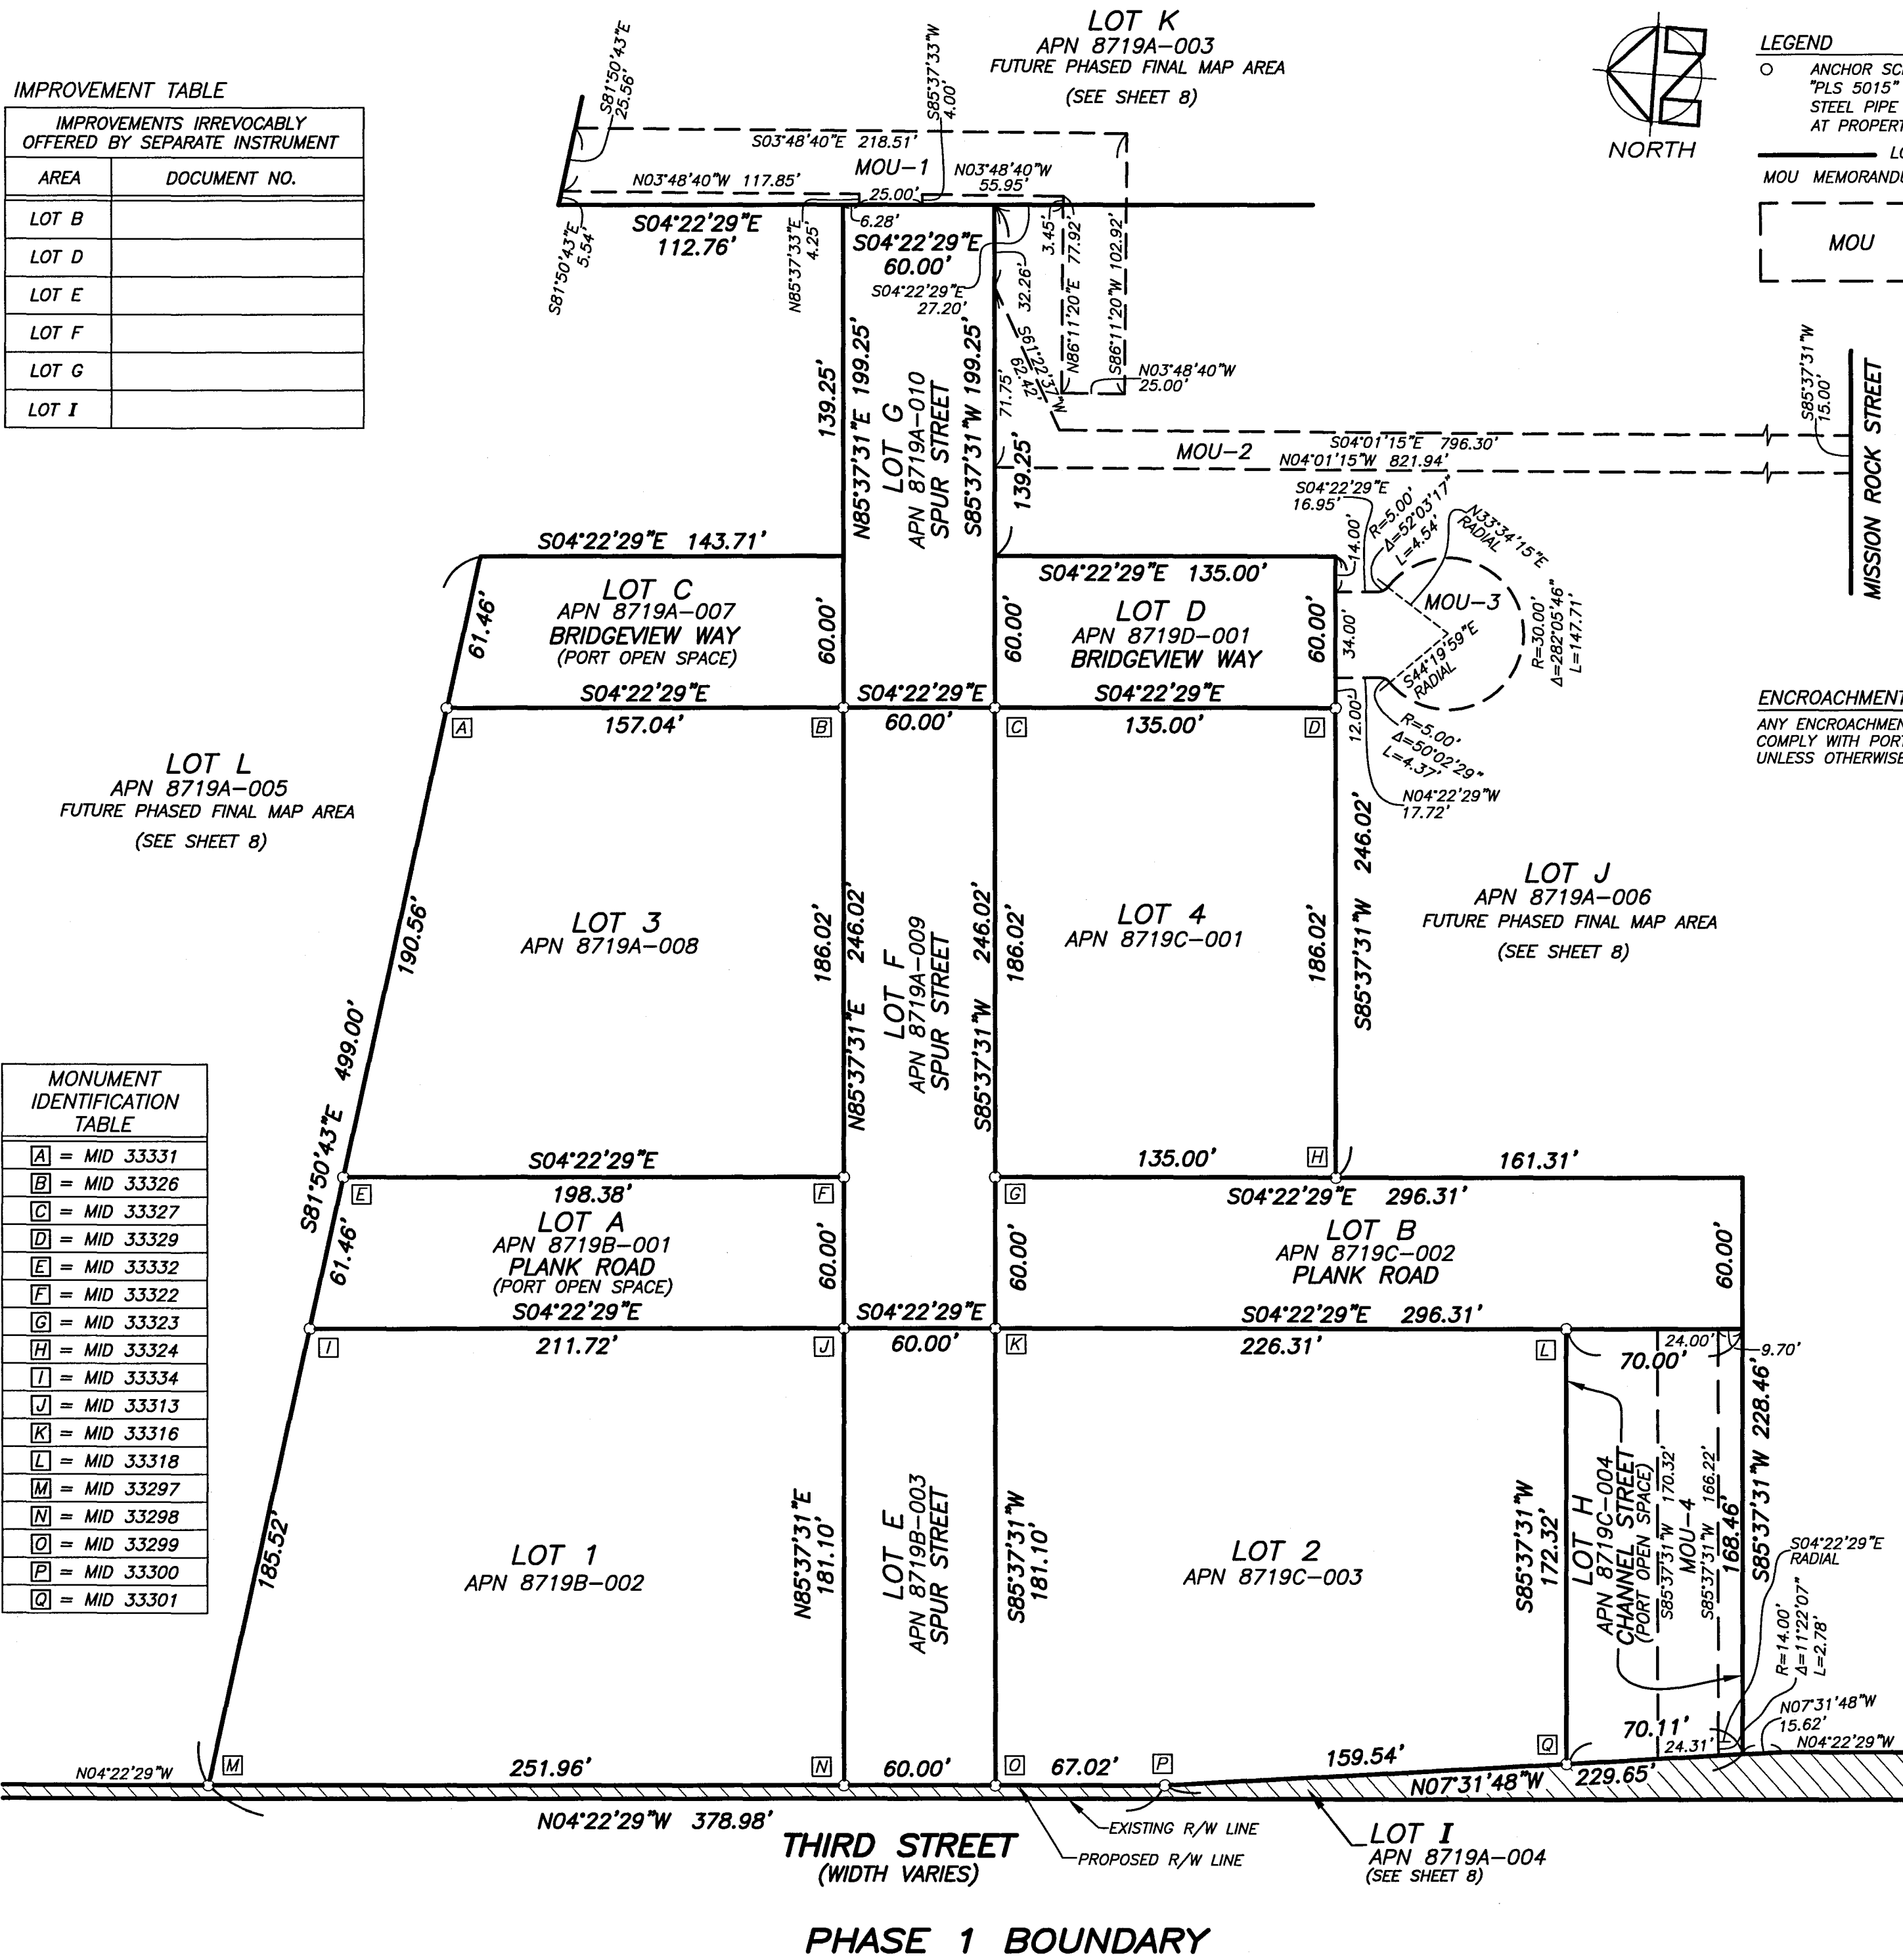 LOT K
APN 8719A-003
FUTURE PHASED FINAL MAP AREA
(SEE SHEET 8)
NORTH
LEGEND
○ ANCHOR SC
"PLS 5015"
STEEL PIPE
AT PROPERT
MOU MEMORAND
MOU
IMPROVEMENT TABLE
IMPROVEMENTS IRREVOCABLY
OFFERED BY SEPARATE INSTRUMENT
AREA DOCUMENT NO.
LOT B
LOT D
LOT E
LOT F
LOT G
LOT I
S81°50'43"E
25.56'
S85°37'33"W
4.00'
S03°48'40"E 218.51'
MOU-1
N03°48'40"W 117.85'
25.00'
N03°48'40"W
55.95'
6.28'
S04°22'29"E
112.76'
S81°50'43"E
5.54'
N85°37'33"E
4.25'
S04°22'29"E
60.00'
S04°22'29"E
27.20'
32.26'
3.45'
N86°11'20"E 77.92'
S86°11'20"W 102.92'
N03°48'40"W
25.00'
S61°22'37"W
62.42'
71.75'
139.25'
N85°37'31"E 199.25'
LOT G
APN 8719A-010
SPUR STREET
S85°37'31"W 199.25'
139.25'
MOU-2
S04°01'15"E 796.30'
N04°01'15"W 821.94'
S85°37'31"W
15.00'
MISSION ROCK STREET
S04°22'29"E
16.95'
14.00'
R=5.00'
Δ=52°03'17"
L=4.54'
N33°34'15"E
RADIAL
MOU-3
34.00'
S44°19'59"E
RADIAL
R=30.00'
Δ=282°05'46"
L=147.71'
12.00'
R=5.00'
Δ=50°02'29"
L=4.37'
N04°22'29"W
17.72'
S04°22'29"E 143.71'
LOT C
APN 8719A-007
BRIDGEVIEW WAY
(PORT OPEN SPACE)
61.46'
60.00'
S04°22'29"E 135.00'
LOT D
APN 8719D-001
BRIDGEVIEW WAY
60.00'
60.00'
S04°22'29"E
157.04'
S04°22'29"E
60.00'
S04°22'29"E
135.00'
A
B
C
D
ENCROACHMENT
ANY ENCROACHMEN
COMPLY WITH PORT
UNLESS OTHERWISE
LOT L
APN 8719A-005
FUTURE PHASED FINAL MAP AREA
(SEE SHEET 8)
190.56'
S81°50'43"E 499.00'
LOT 3
APN 8719A-008
186.02'
N85°37'31"E 246.02'
LOT F
APN 8719A-009
SPUR STREET
S85°37'31"W 246.02'
186.02'
LOT 4
APN 8719C-001
186.02'
S85°37'31"W 246.02'
LOT J
APN 8719A-006
FUTURE PHASED FINAL MAP AREA
(SEE SHEET 8)
MONUMENT
IDENTIFICATION
TABLE
A = MID 33331
B = MID 33326
C = MID 33327
D = MID 33329
E = MID 33332
F = MID 33322
G = MID 33323
H = MID 33324
I = MID 33334
J = MID 33313
K = MID 33316
L = MID 33318
M = MID 33297
N = MID 33298
O = MID 33299
P = MID 33300
Q = MID 33301
S04°22'29"E
198.38'
E
F
G
H
135.00'
161.31'
S04°22'29"E 296.31'
61.46'
LOT A
APN 8719B-001
PLANK ROAD
(PORT OPEN SPACE)
60.00'
60.00'
LOT B
APN 8719C-002
PLANK ROAD
60.00'
S04°22'29"E
211.72'
S04°22'29"E
60.00'
S04°22'29"E 296.31'
226.31'
I
J
K
L
24.00'
9.70'
70.00'
185.52'
LOT 1
APN 8719B-002
N85°37'31"E
181.10'
LOT E
APN 8719B-003
SPUR STREET
S85°37'31"W
181.10'
LOT 2
APN 8719C-003
S85°37'31"W
172.32'
LOT H
APN 8719C-004
CHANNEL STREET
(PORT OPEN SPACE)
S85°37'31"W 170.32'
MOU-4
S85°37'31"W 166.22'
168.46'
S85°37'31"W 228.46'
S04°22'29"E
RADIAL
R=14.00'
Δ=11°22'07"
L=2.78'
N07°31'48"W
15.62'
N04°22'29"W
N04°22'29"W
M
251.96'
N
60.00'
O
67.02'
P
159.54'
Q
70.11'
24.31'
N07°31'48"W 229.65'
N04°22'29"W 378.98'
THIRD STREET
(WIDTH VARIES)
EXISTING R/W LINE
PROPOSED R/W LINE
LOT I
APN 8719A-004
(SEE SHEET 8)
PHASE 1 BOUNDARY